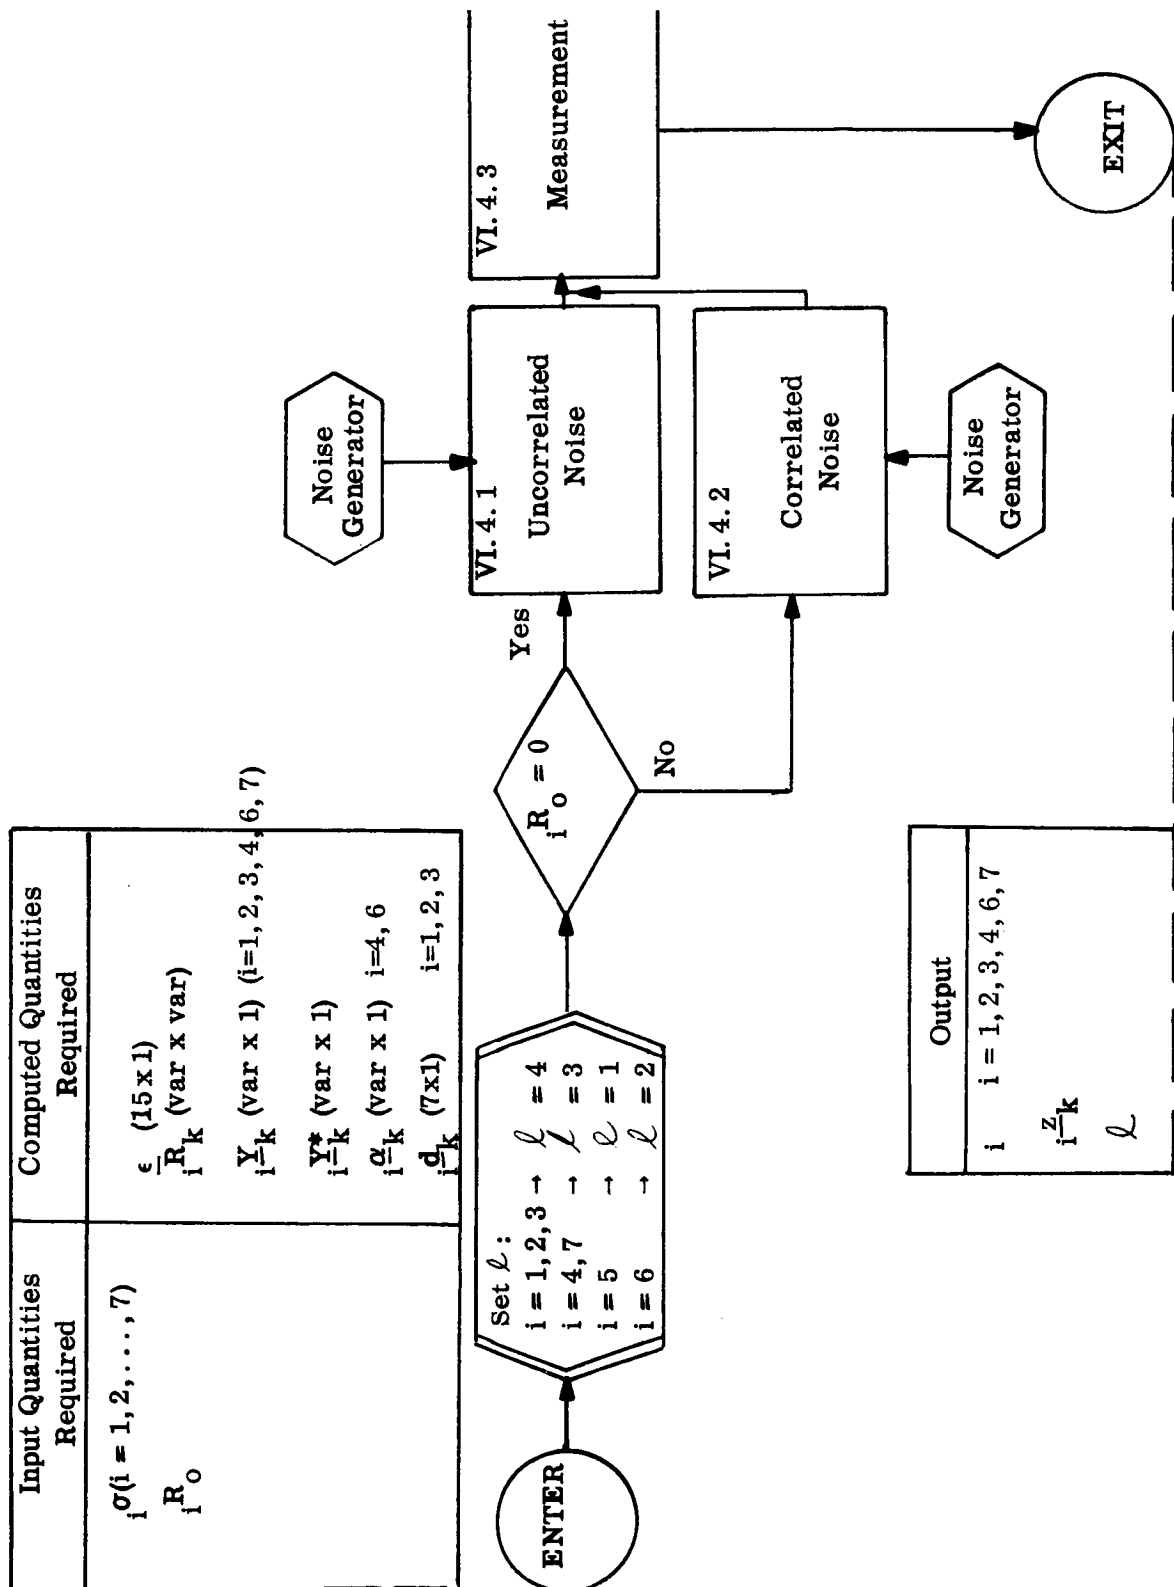 Input Quantities
Required
Computed Quantities
Required
iσ(i = 1, 2, . . . , 7)
iRo
ϵ (15 x 1)
iRk (var x var)
iYk (var x 1) (i=1, 2, 3, 4, 6, 7)
iY*k (var x 1)
iαk (var x 1) i=4, 6
idk (7x1) i=1, 2, 3
ENTER
Set ℓ :
i = 1, 2, 3 → ℓ = 4
i = 4, 7 → ℓ = 3
i = 5 → ℓ = 1
i = 6 → ℓ = 2
iRo = 0
Yes
No
Noise
Generator
VI. 4. 1
Uncorrelated
Noise
VI. 4. 2
Correlated
Noise
Noise
Generator
VI. 4. 3
Measurement
EXIT
Output
i i = 1, 2, 3, 4, 6, 7
izk
ℓ